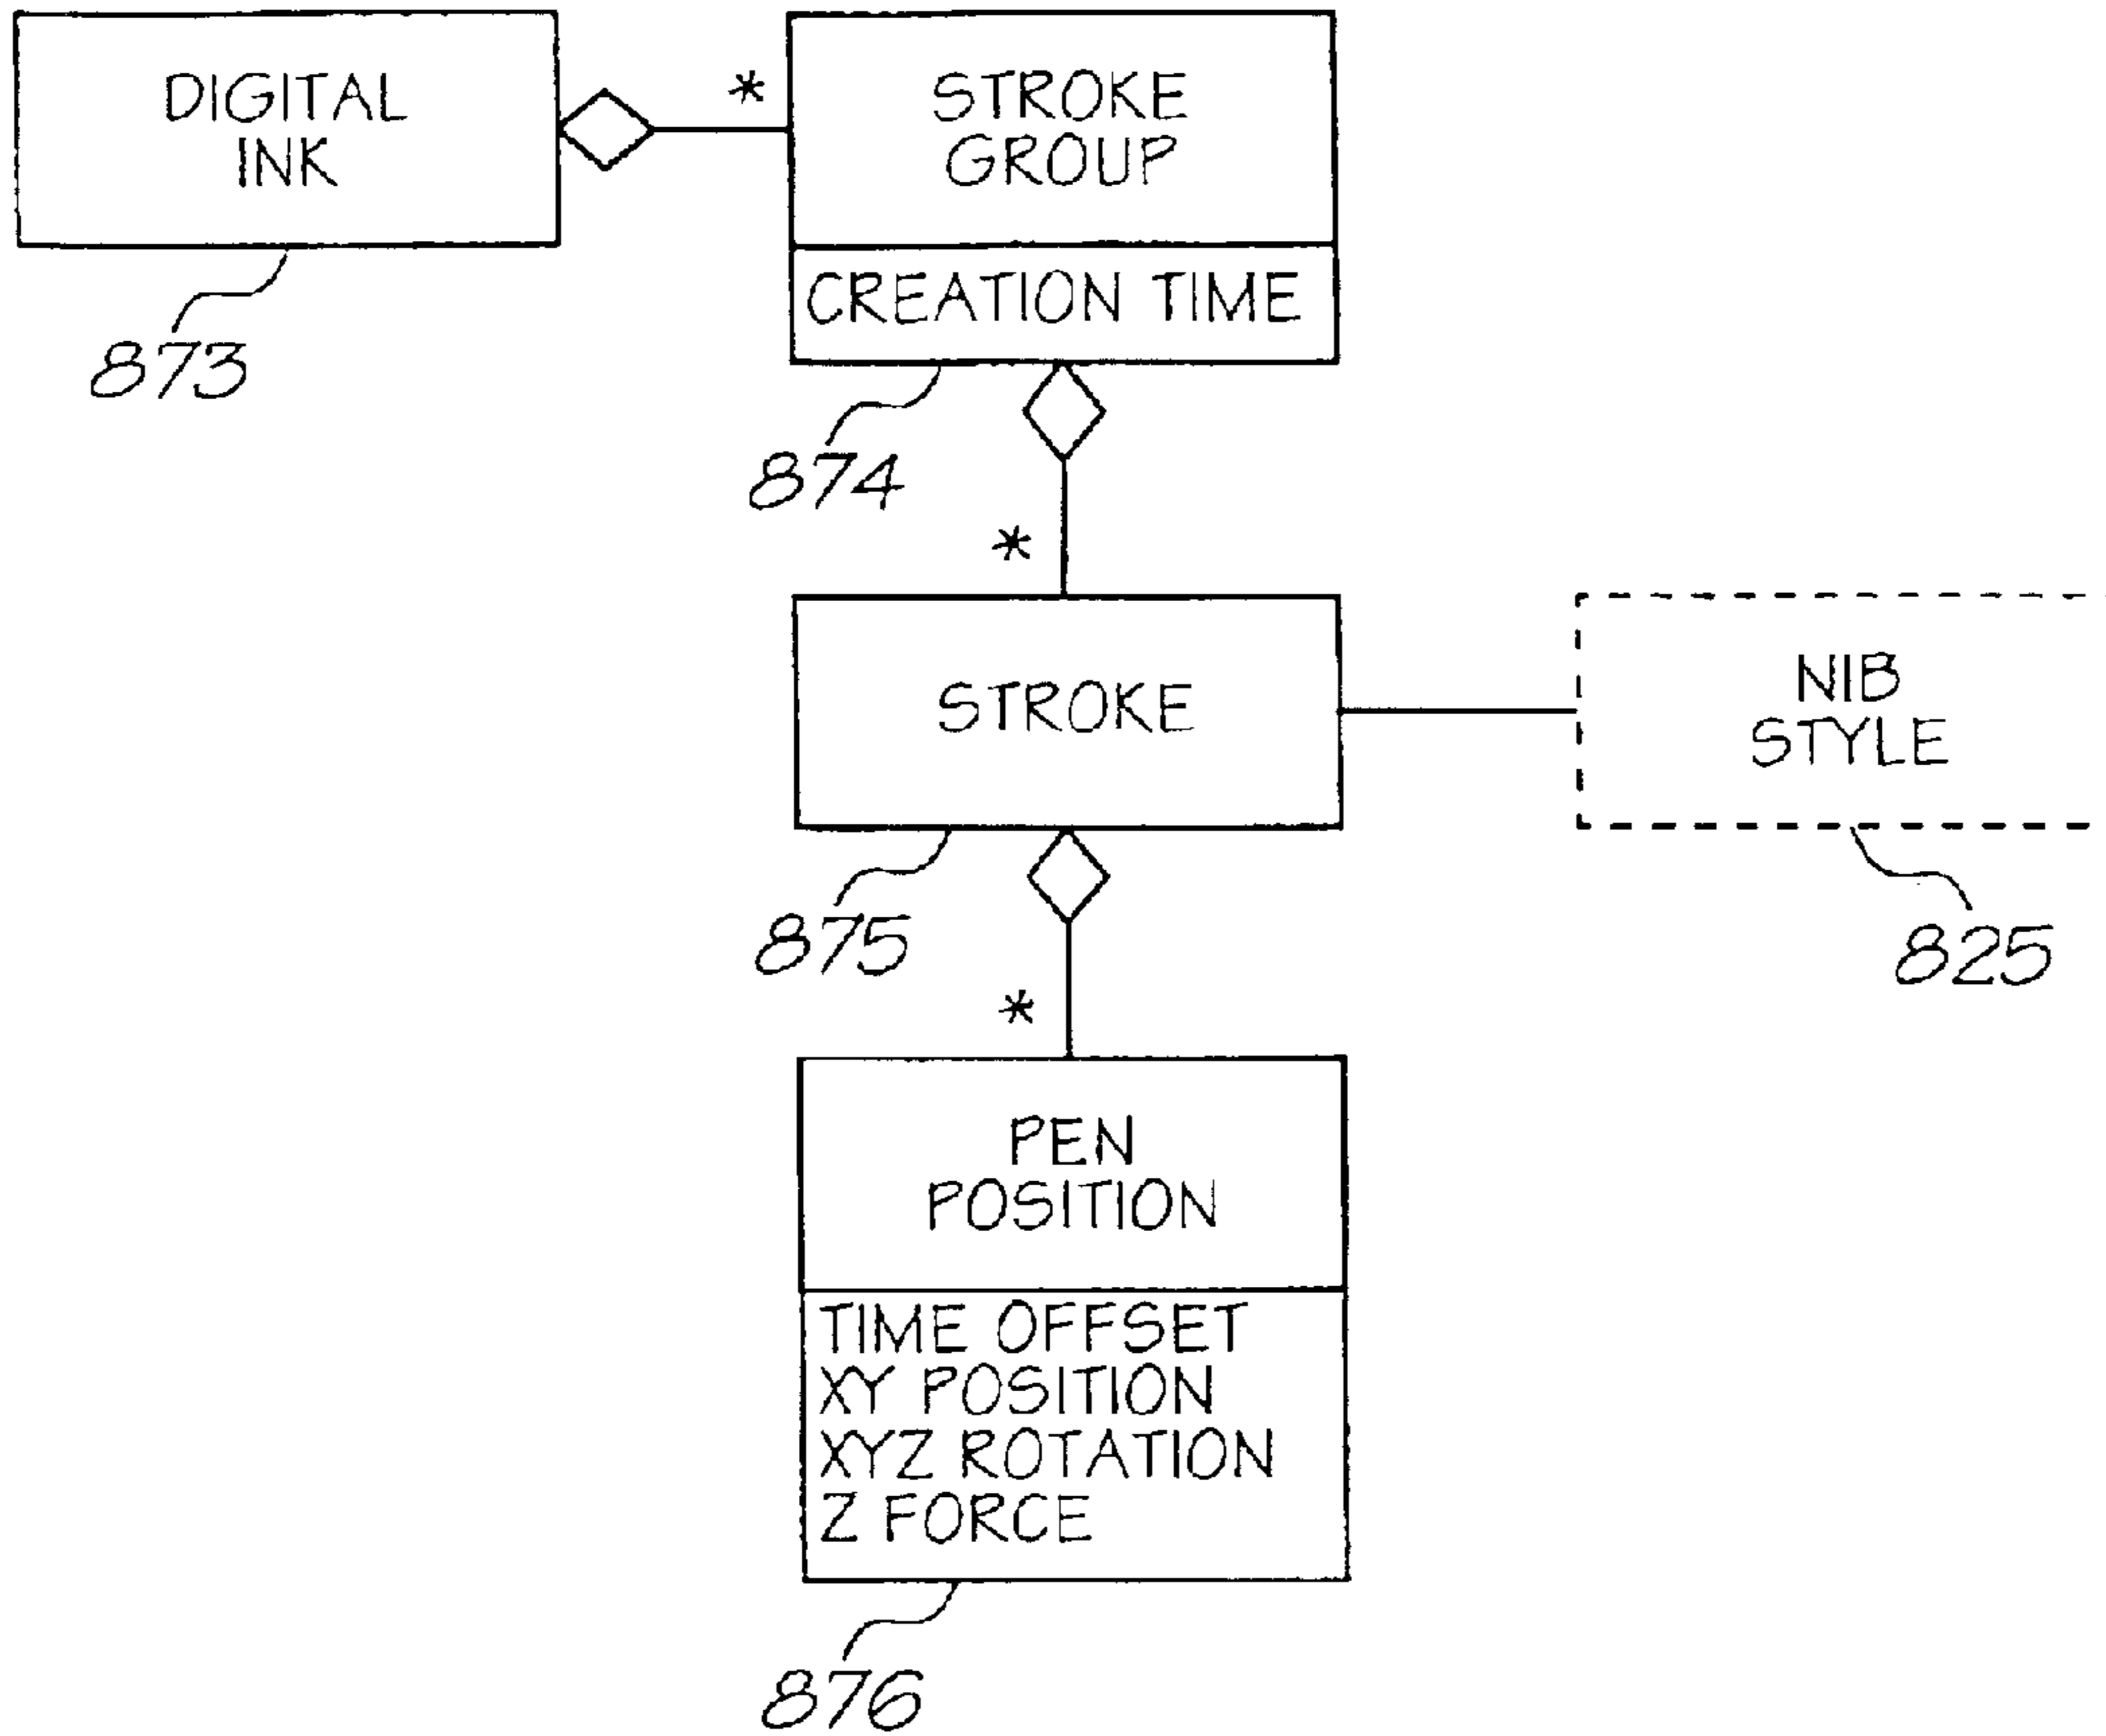 DIGITAL
INK
873
*
STROKE
GROUP
CREATION TIME
874
*
STROKE
875
NIB
STYLE
825
*
PEN
POSITION
TIME OFFSET
XY POSITION
XYZ ROTATION
Z FORCE
876